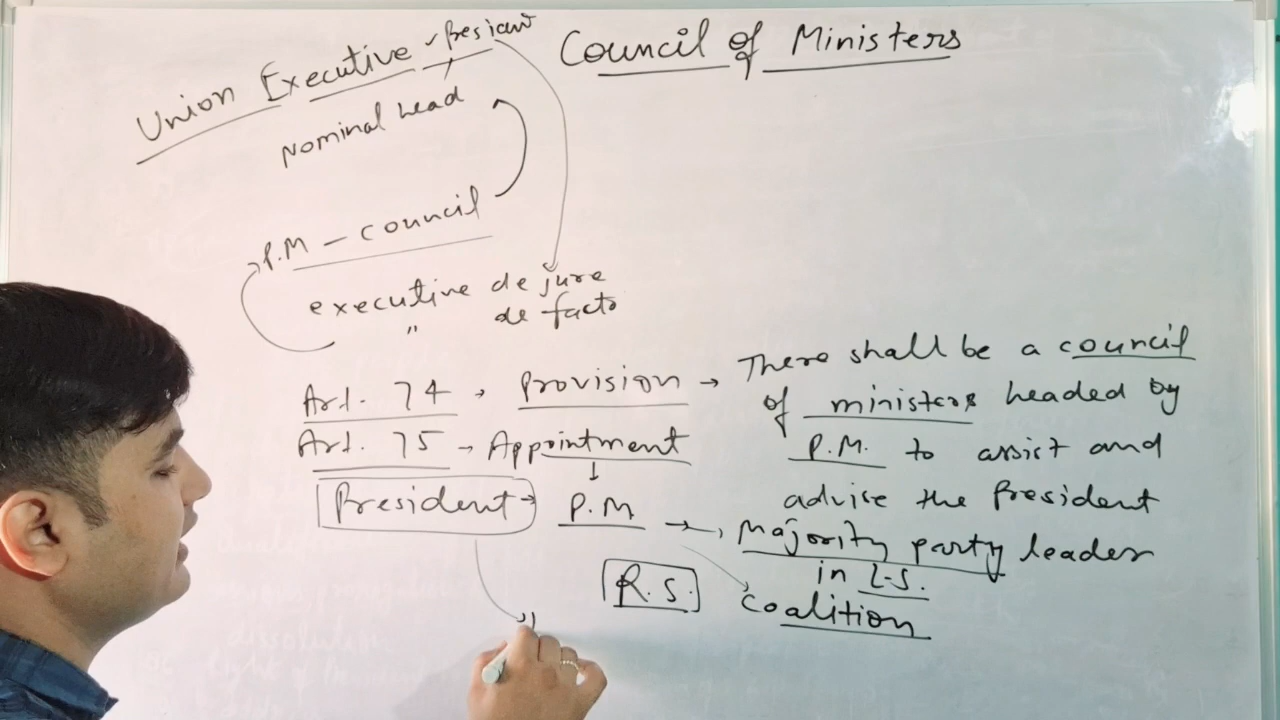 Council of Ministers
Union Executive
Nominal head
P.M - council
executive de jure
" de facto
Art. 74 → Provision → There shall be a council
of ministers headed by
P.M. to assist and
advise the President
Art. 75 - Appointment
↓
President → P.M → Majority party leader
in L.S.
R.S. Coalition